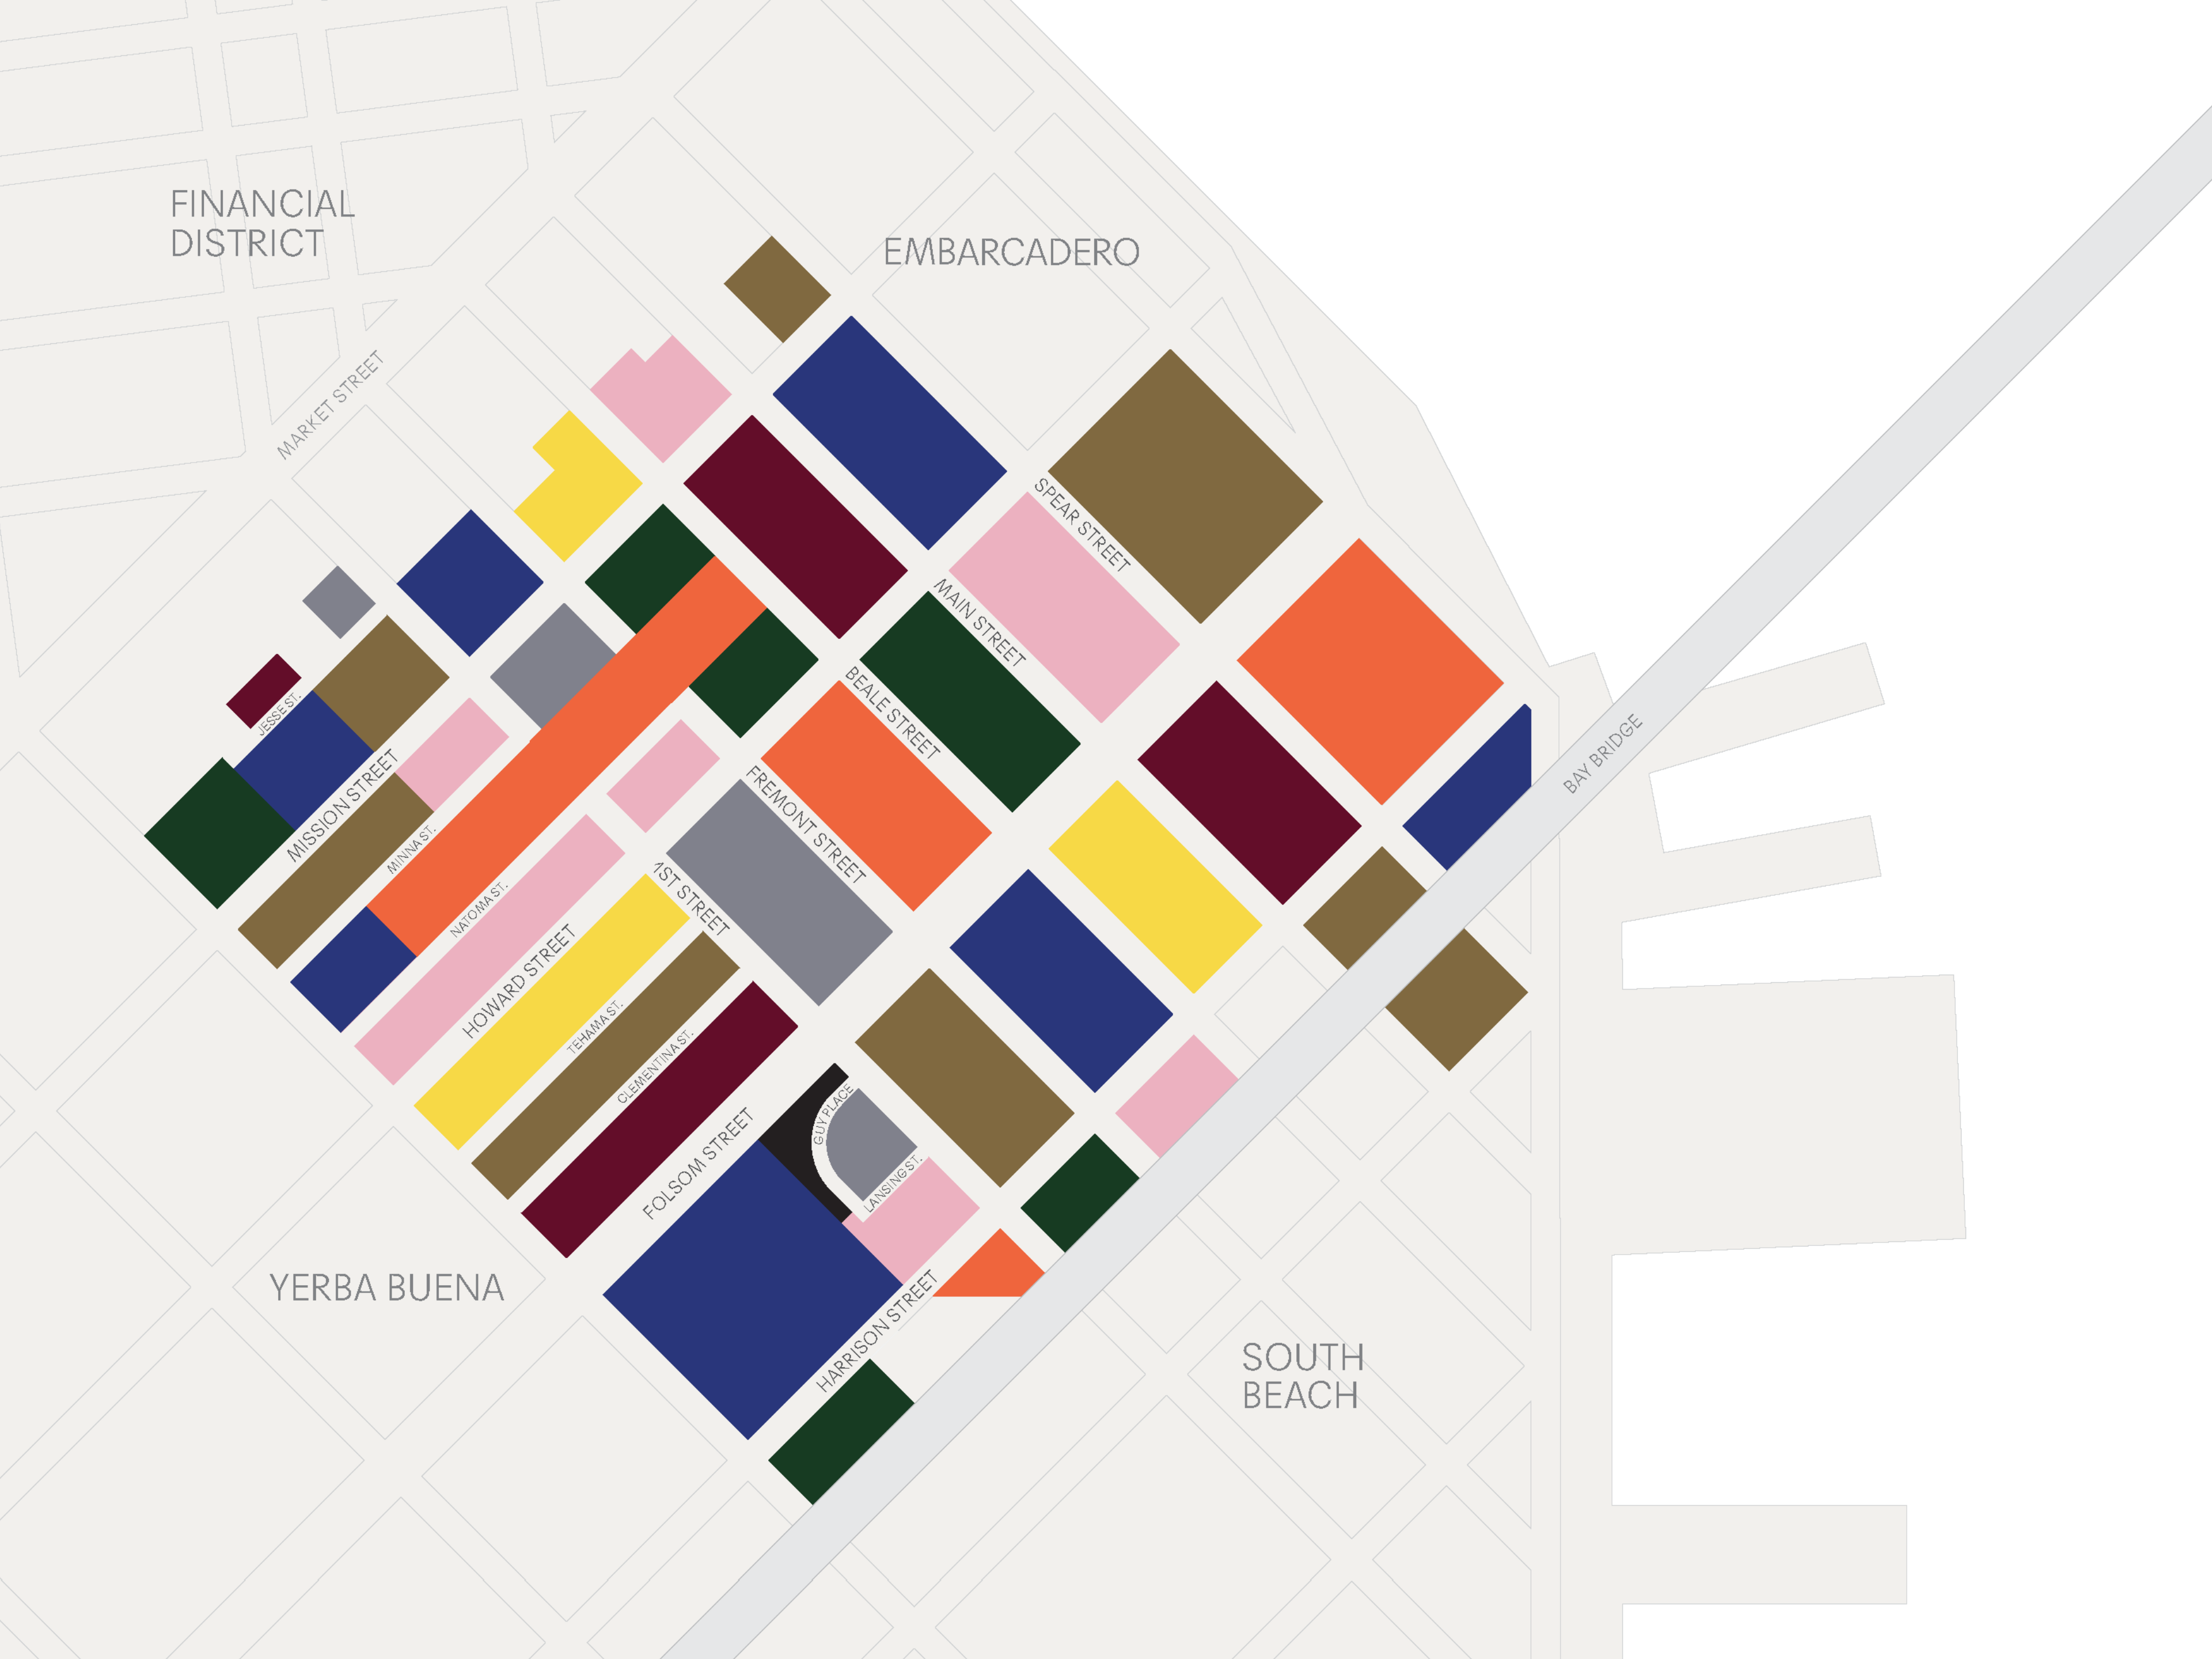 FINANCIAL
DISTRICT
EMBARCADERO
MARKET STREET
SPEAR STREET
MAIN STREET
BEALE STREET
FREMONT STREET
1ST STREET
JESSE ST.
MISSION STREET
MINNA ST.
NATOMA ST.
HOWARD STREET
TEHAMA ST.
CLEMENTINA ST.
FOLSOM STREET
GUY PLACE
LANSING ST.
HARRISON STREET
BAY BRIDGE
YERBA BUENA
SOUTH
BEACH